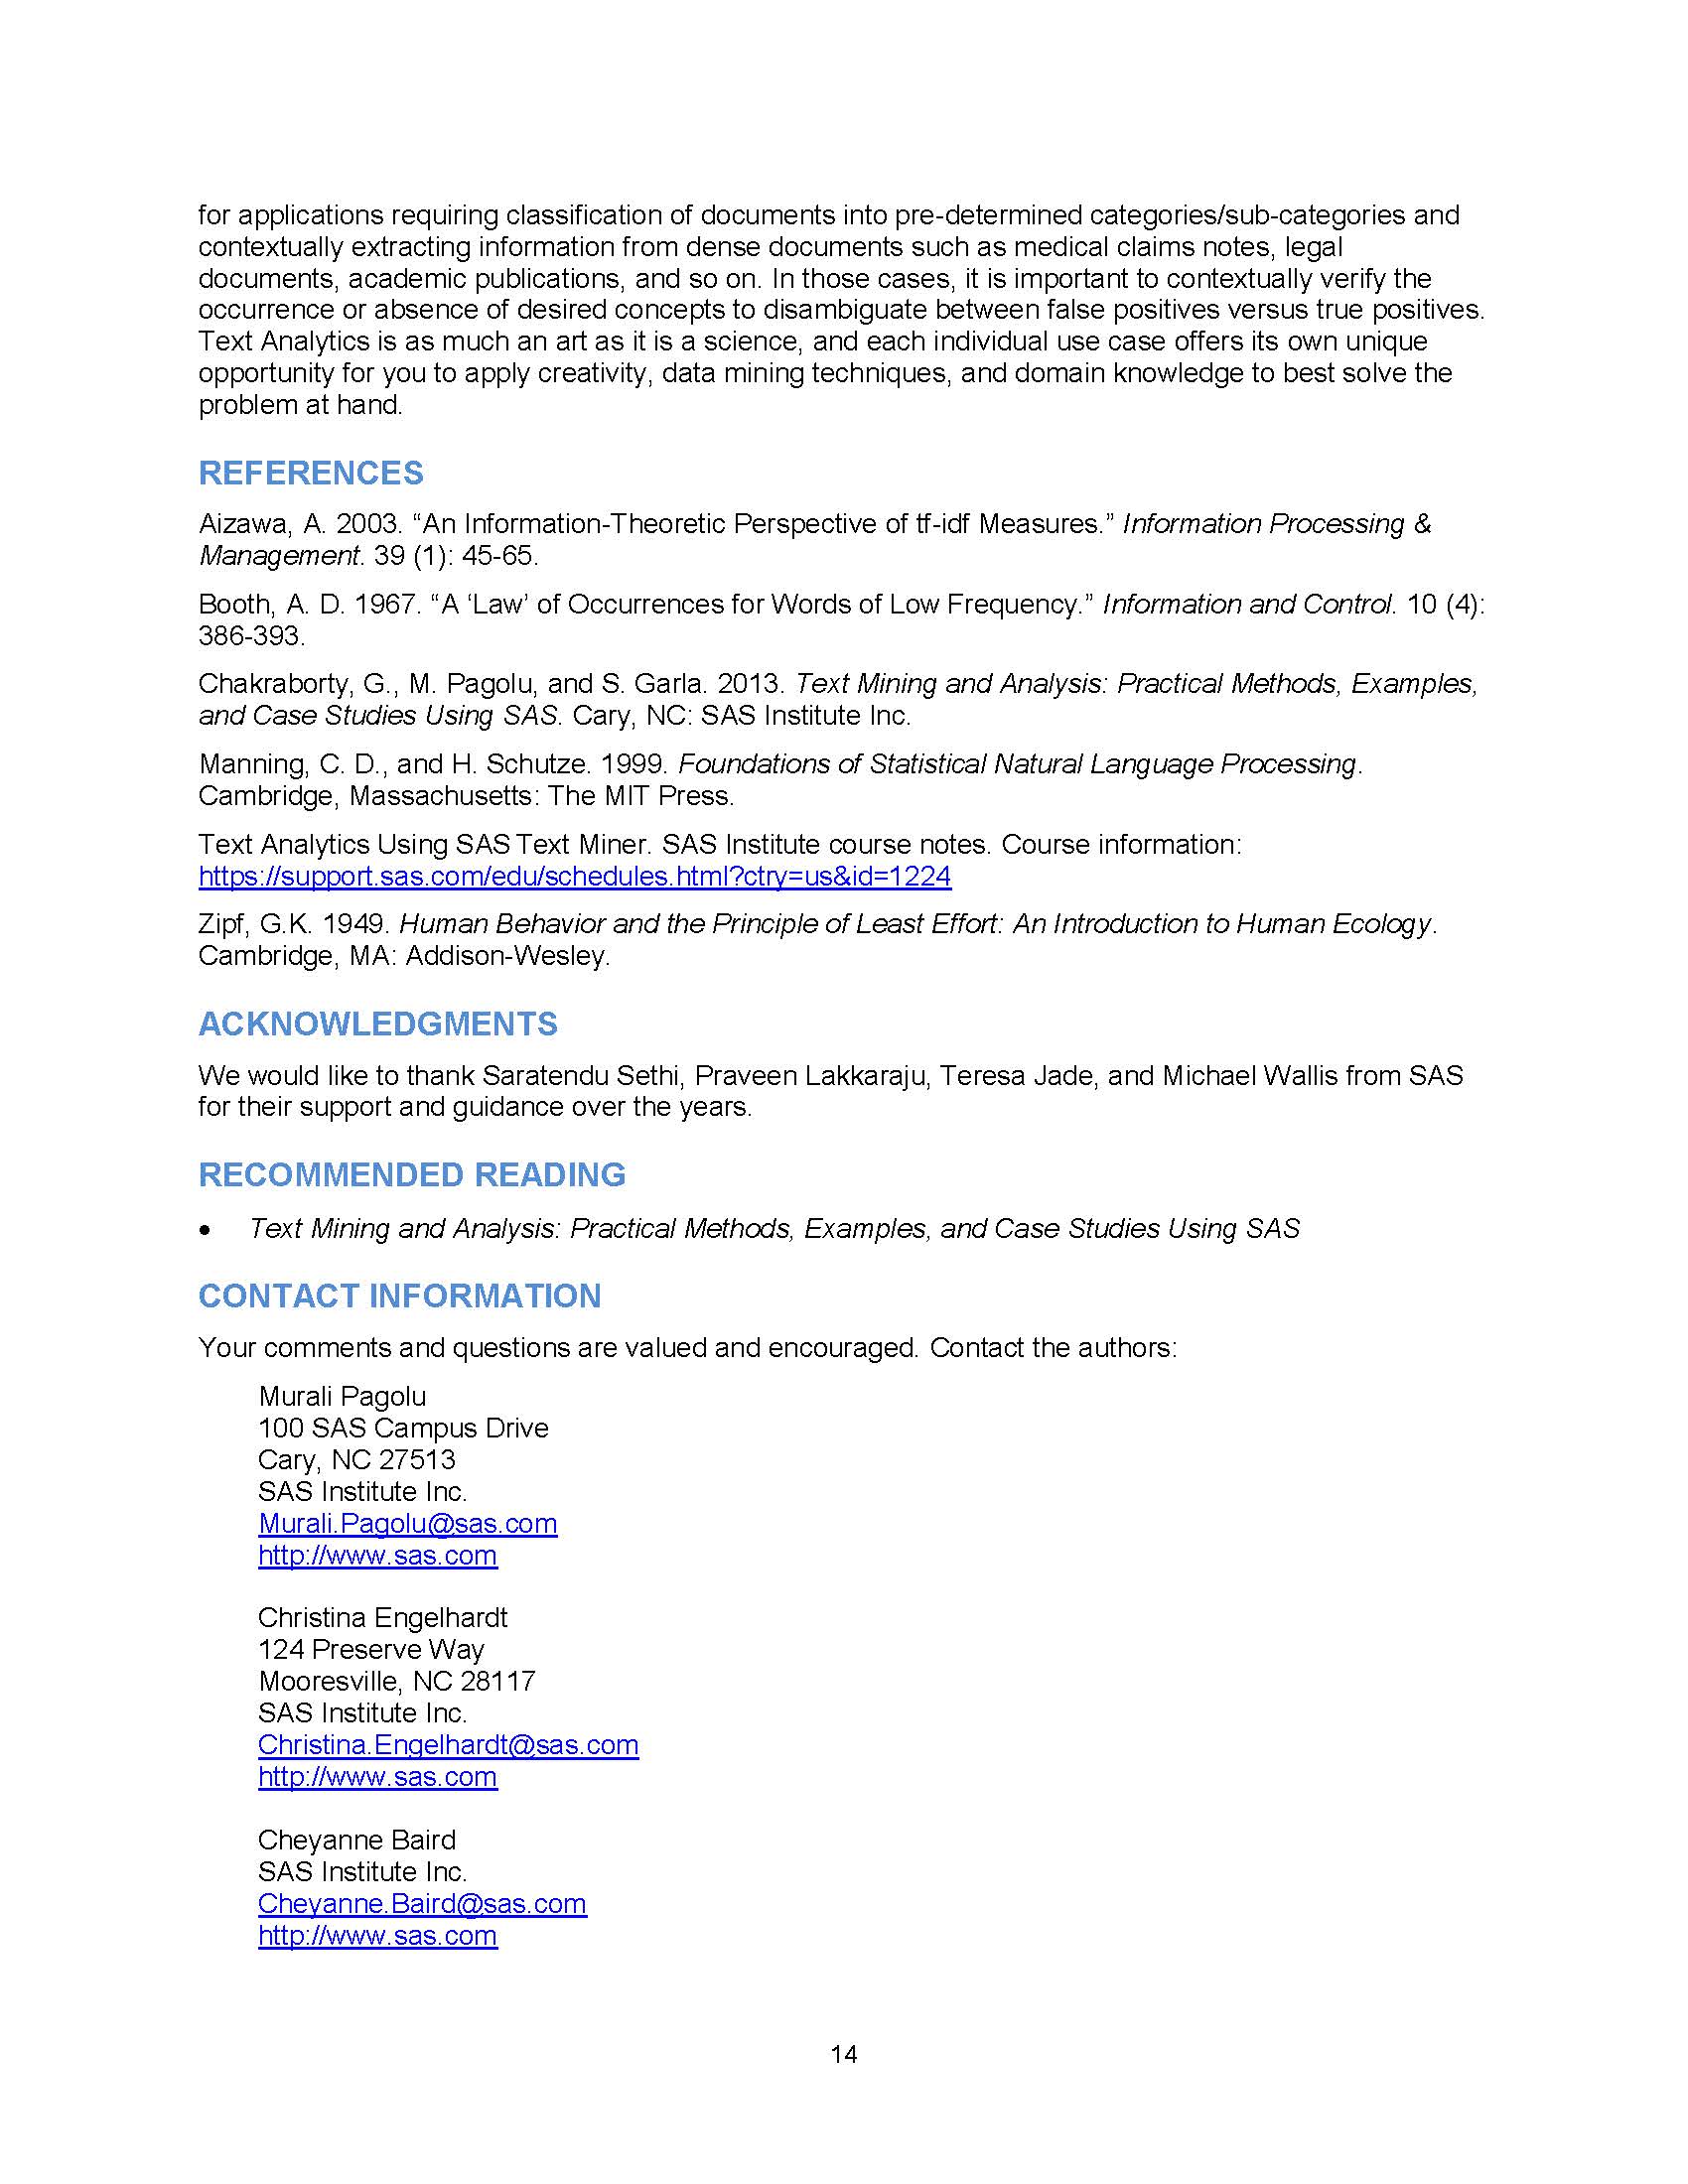 for applications requiring classification of documents into pre-determined categories/sub-categories and
contextually extracting information from dense documents such as medical claims notes, legal
documents, academic publications, and so on. In those cases, it is important to contextually verify the
occurrence or absence of desired concepts to disambiguate between false positives versus true positives.
Text Analytics is as much an art as it is a science, and each individual use case offers its own unique
opportunity for you to apply creativity, data mining techniques, and domain knowledge to best solve the
problem at hand.
REFERENCES
Aizawa, A. 2003. “An Information-Theoretic Perspective of tf-idf Measures.” Information Processing &
Management. 39 (1): 45-65.
Booth, A. D. 1967. “A ‘Law’ of Occurrences for Words of Low Frequency.” Information and Control. 10 (4):
386-393.
Chakraborty, G., M. Pagolu, and S. Garla. 2013. Text Mining and Analysis: Practical Methods, Examples,
and Case Studies Using SAS. Cary, NC: SAS Institute Inc.
Manning, C. D., and H. Schutze. 1999. Foundations of Statistical Natural Language Processing.
Cambridge, Massachusetts: The MIT Press.
Text Analytics Using SAS Text Miner. SAS Institute course notes. Course information:
https://support.sas.com/edu/schedules.html?ctry=us&id=1224
Zipf, G.K. 1949. Human Behavior and the Principle of Least Effort: An Introduction to Human Ecology.
Cambridge, MA: Addison-Wesley.
ACKNOWLEDGMENTS
We would like to thank Saratendu Sethi, Praveen Lakkaraju, Teresa Jade, and Michael Wallis from SAS
for their support and guidance over the years.
RECOMMENDED READING
• Text Mining and Analysis: Practical Methods, Examples, and Case Studies Using SAS
CONTACT INFORMATION
Your comments and questions are valued and encouraged. Contact the authors:
Murali Pagolu
100 SAS Campus Drive
Cary, NC 27513
SAS Institute Inc.
Murali.Pagolu@sas.com
http://www.sas.com
Christina Engelhardt
124 Preserve Way
Mooresville, NC 28117
SAS Institute Inc.
Christina.Engelhardt@sas.com
http://www.sas.com
Cheyanne Baird
SAS Institute Inc.
Cheyanne.Baird@sas.com
http://www.sas.com
14